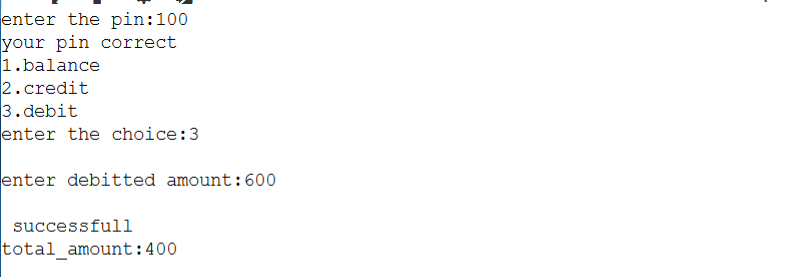 enter the pin:100
your pin correct
1.balance
2.credit
3.debit
enter the choice:3
enter debitted amount:600
successfull
total_amount:400